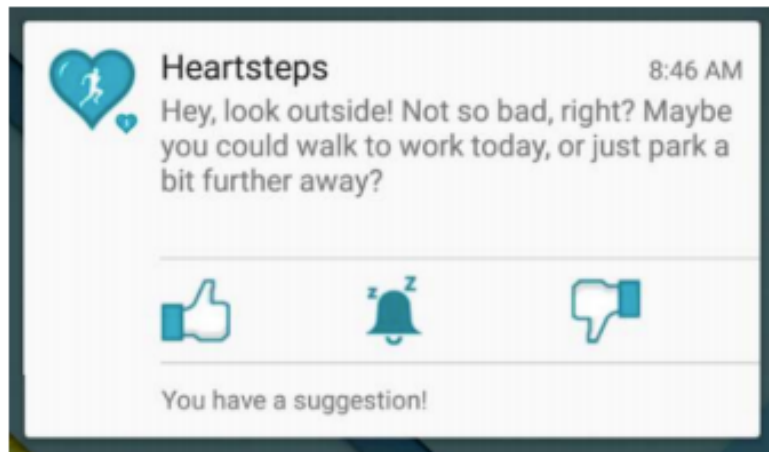 Heartsteps
8:46 AM
Hey, look outside! Not so bad, right? Maybe
you could walk to work today, or just park a
bit further away?
z Z
You have a suggestion!